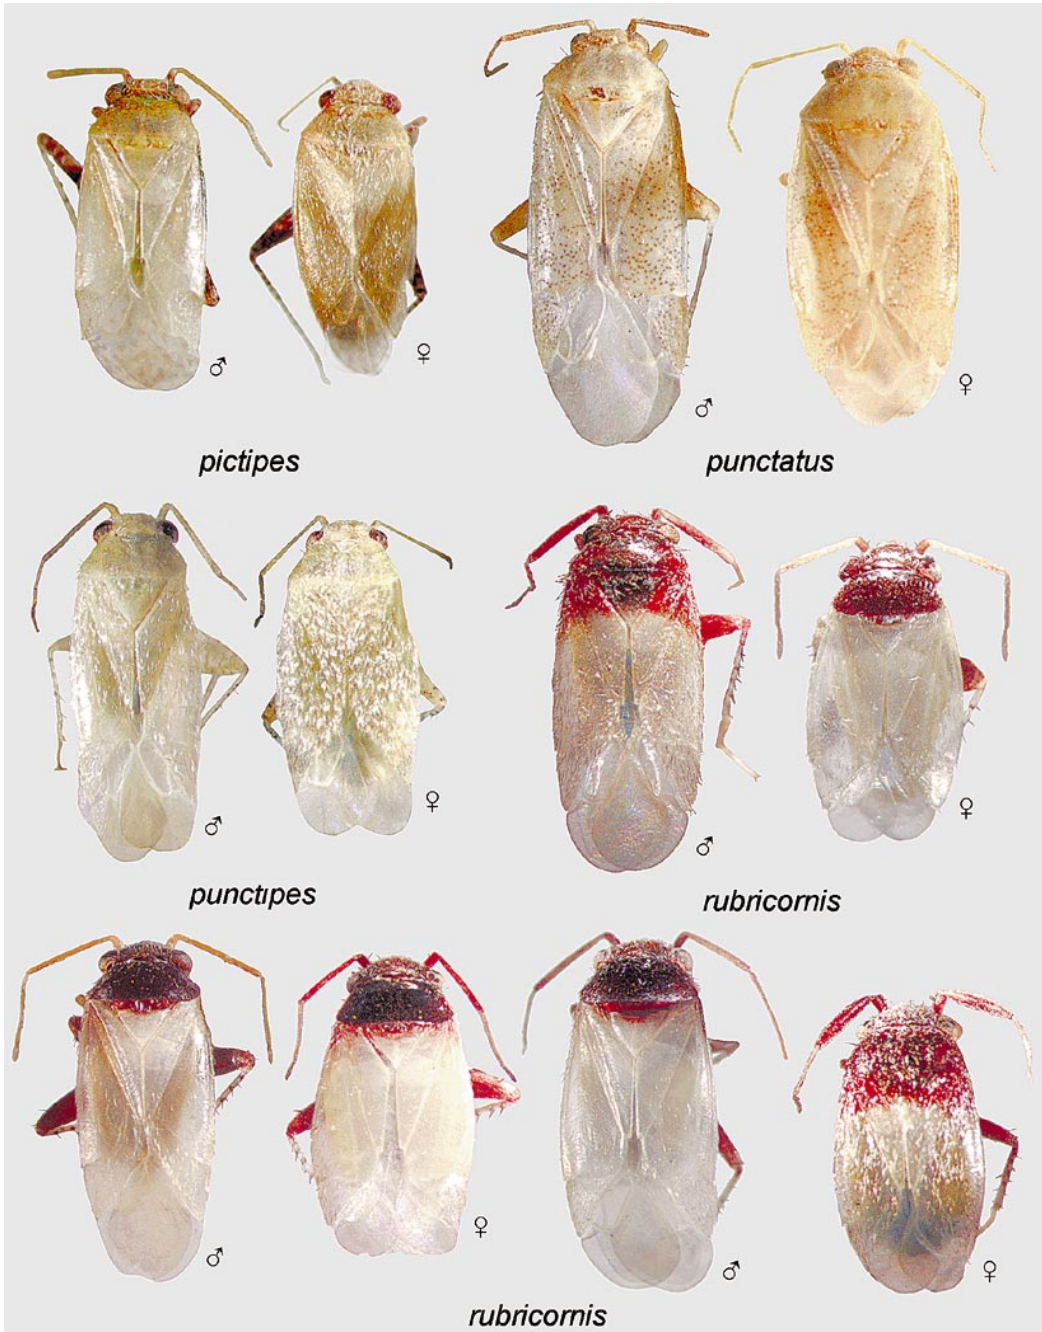 ♂ ♀ ♂ ♀
pictipes punctatus
♂ ♀ ♂ ♀
punctipes rubricornis
♂ ♀ ♂ ♀
rubricornis